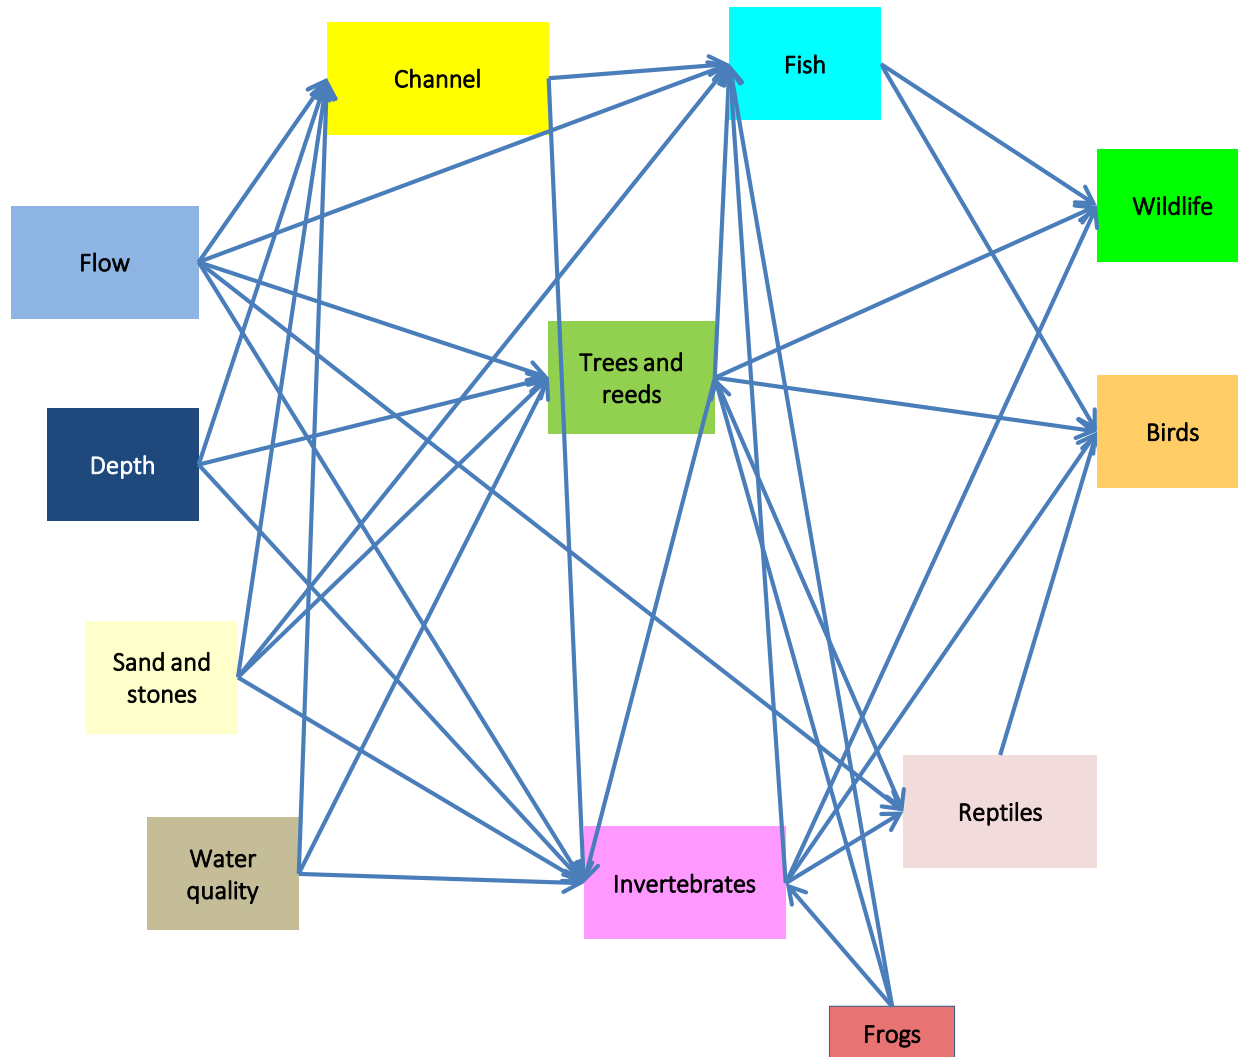 Channel
Fish
Wildlife
Flow
Trees and
reeds
Birds
Depth
Sand and
stones
Reptiles
Water
quality
Invertebrates
Frogs